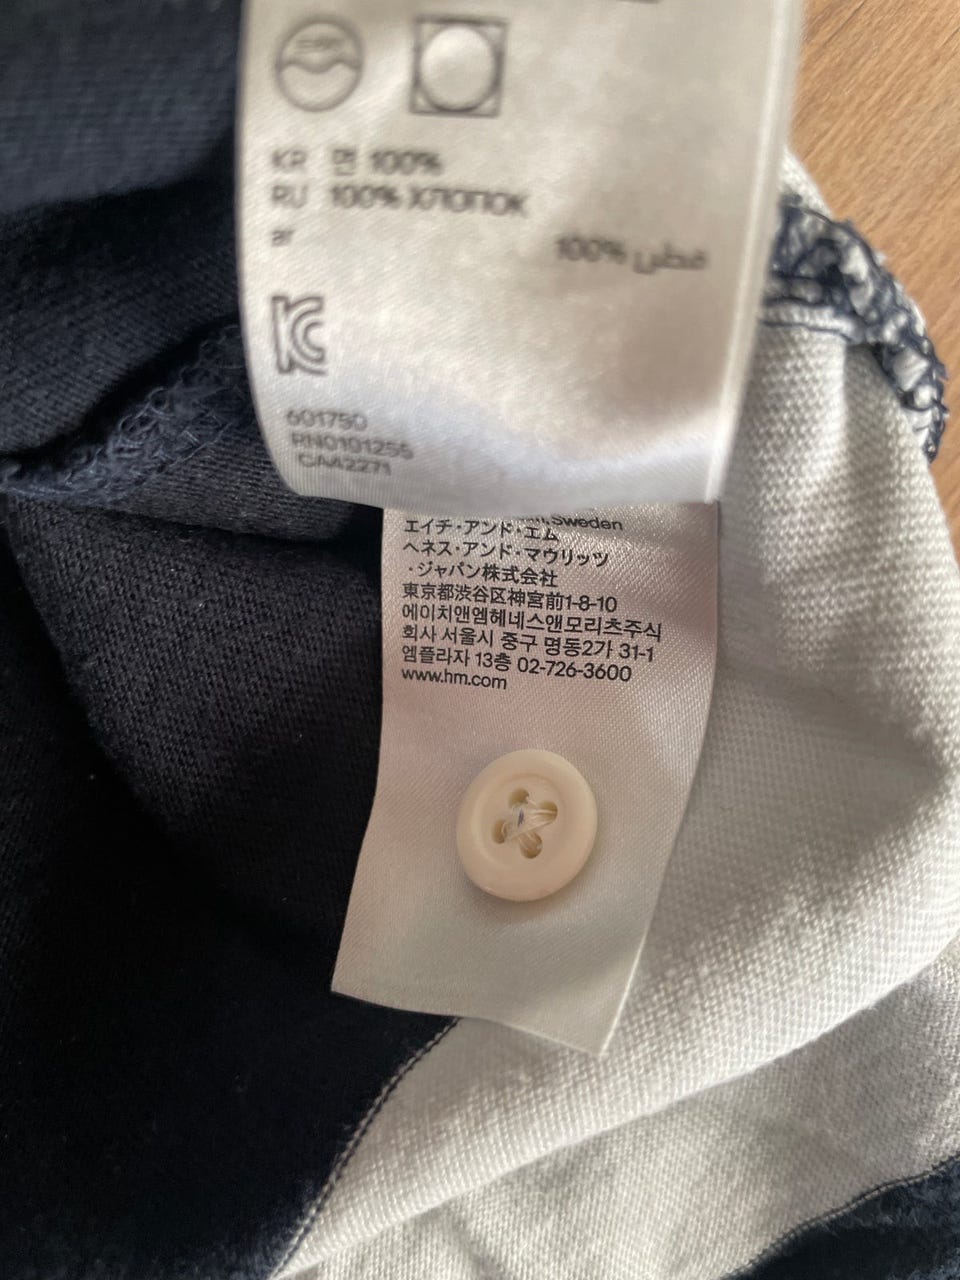 KR 면 100%
RU 100% ХЛОПОК
ar
قطن 100%
KC
601750
RN0101255
CA42271
Sweden
エイチ・アンド・エム
ヘネス・アンド・マウリッツ
・ジャパン株式会社
東京都渋谷区神宮前1-8-10
에이치앤엠헤네스앤모리츠주식
회사 서울시 중구 명동2가 31-1
엠플라자 13층 02-726-3600
www.hm.com